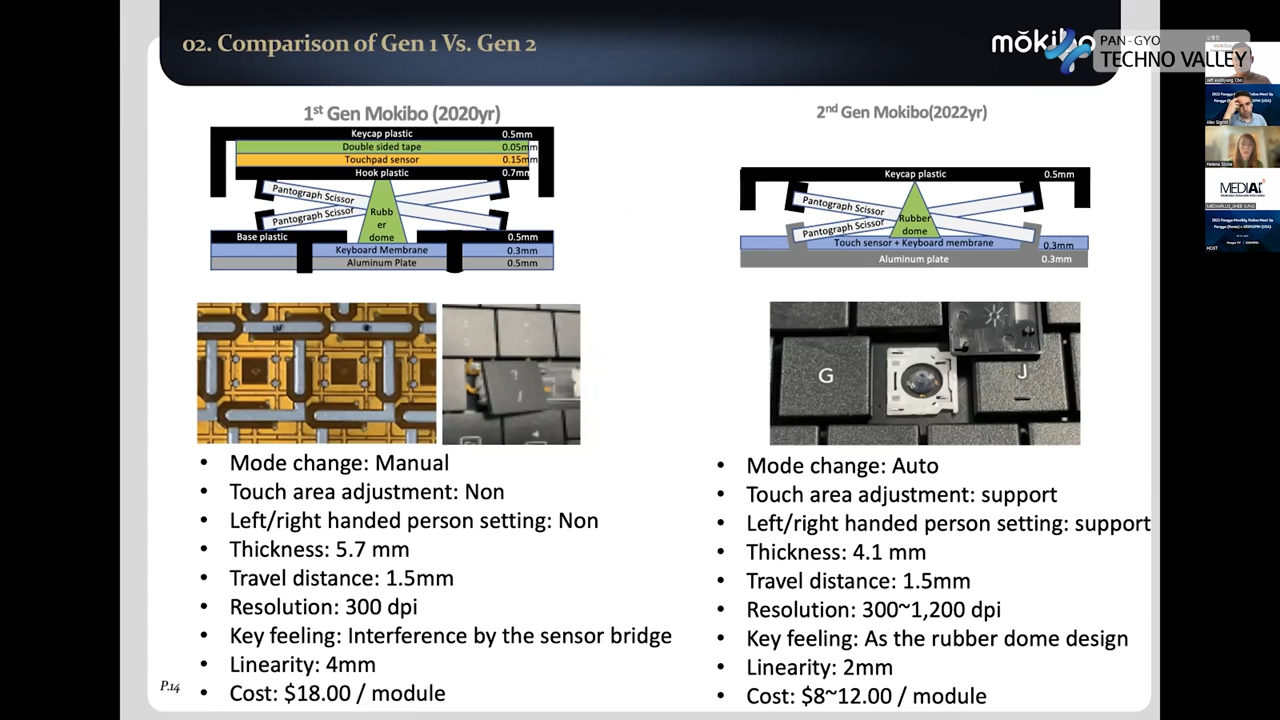 02. Comparison of Gen 1 Vs. Gen 2
mokibo
PAN-GYO
TECHNO VALLEY
1st Gen Mokibo (2020yr)
Keycap plastic 0.5mm
Double sided tape 0.05mm
Touchpad sensor 0.15mm
Hook plastic 0.7mm
Pantograph Scissor
Pantograph Scissor
Rubb
er
dome
Base plastic 0.5mm
Keyboard Membrane 0.3mm
Aluminum Plate 0.5mm
2nd Gen Mokibo(2022yr)
Keycap plastic 0.5mm
Pantograph Scissor
Pantograph Scissor
Rubber
dome
Touch sensor + Keyboard membrane 0.3mm
Aluminum plate 0.3mm
G
J
• Mode change: Manual
• Touch area adjustment: Non
• Left/right handed person setting: Non
• Thickness: 5.7 mm
• Travel distance: 1.5mm
• Resolution: 300 dpi
• Key feeling: Interference by the sensor bridge
• Linearity: 4mm
• Cost: $18.00 / module
• Mode change: Auto
• Touch area adjustment: support
• Left/right handed person setting: support
• Thickness: 4.1 mm
• Travel distance: 1.5mm
• Resolution: 300~1,200 dpi
• Key feeling: As the rubber dome design
• Linearity: 2mm
• Cost: $8~12.00 / module
P.14
Alex Sigrist
Helena Stone
MEDIAI
HOST